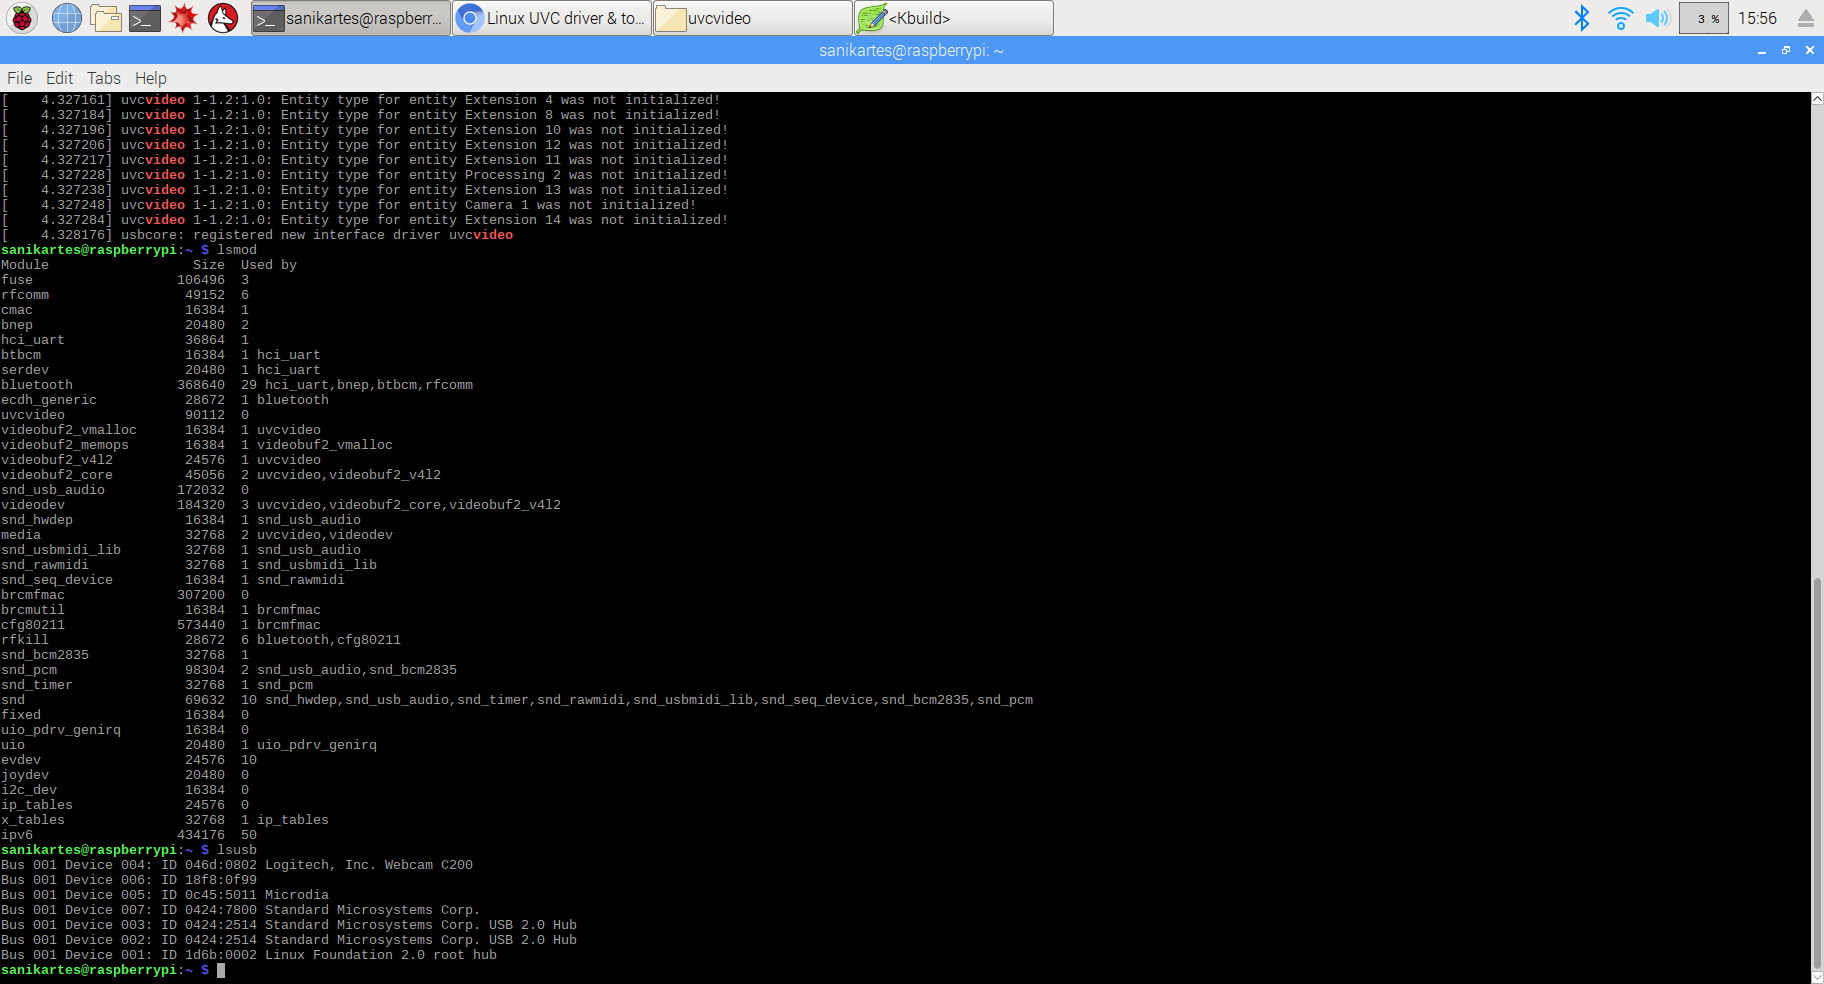 sanikartes@raspberr...
Linux UVC driver & to...
uvcvideo
<Kbuild>
3 %
15:56
sanikartes@raspberrypi: ~
File Edit Tabs Help
[    4.327161] uvcvideo 1-1.2:1.0: Entity type for entity Extension 4 was not initialized!
[    4.327184] uvcvideo 1-1.2:1.0: Entity type for entity Extension 8 was not initialized!
[    4.327196] uvcvideo 1-1.2:1.0: Entity type for entity Extension 10 was not initialized!
[    4.327206] uvcvideo 1-1.2:1.0: Entity type for entity Extension 12 was not initialized!
[    4.327217] uvcvideo 1-1.2:1.0: Entity type for entity Extension 11 was not initialized!
[    4.327228] uvcvideo 1-1.2:1.0: Entity type for entity Processing 2 was not initialized!
[    4.327238] uvcvideo 1-1.2:1.0: Entity type for entity Extension 13 was not initialized!
[    4.327248] uvcvideo 1-1.2:1.0: Entity type for entity Camera 1 was not initialized!
[    4.327284] uvcvideo 1-1.2:1.0: Entity type for entity Extension 14 was not initialized!
[    4.328176] usbcore: registered new interface driver uvcvideo
sanikartes@raspberrypi:~ $ lsmod
Module                  Size  Used by
fuse                  106496  3
rfcomm                 49152  6
cmac                   16384  1
bnep                   20480  2
hci_uart               36864  1
btbcm                  16384  1 hci_uart
serdev                 20480  1 hci_uart
bluetooth             368640  29 hci_uart,bnep,btbcm,rfcomm
ecdh_generic           28672  1 bluetooth
uvcvideo               90112  0
videobuf2_vmalloc      16384  1 uvcvideo
videobuf2_memops       16384  1 videobuf2_vmalloc
videobuf2_v4l2         24576  1 uvcvideo
videobuf2_core         45056  2 uvcvideo,videobuf2_v4l2
snd_usb_audio         172032  0
videodev              184320  3 uvcvideo,videobuf2_core,videobuf2_v4l2
snd_hwdep              16384  1 snd_usb_audio
media                  32768  2 uvcvideo,videodev
snd_usbmidi_lib        32768  1 snd_usb_audio
snd_rawmidi            32768  1 snd_usbmidi_lib
snd_seq_device         16384  1 snd_rawmidi
brcmfmac              307200  0
brcmutil               16384  1 brcmfmac
cfg80211              573440  1 brcmfmac
rfkill                 28672  6 bluetooth,cfg80211
snd_bcm2835            32768  1
snd_pcm                98304  2 snd_usb_audio,snd_bcm2835
snd_timer              32768  1 snd_pcm
snd                    69632  10 snd_hwdep,snd_usb_audio,snd_timer,snd_rawmidi,snd_usbmidi_lib,snd_seq_device,snd_bcm2835,snd_pcm
fixed                  16384  0
uio_pdrv_genirq        16384  0
uio                    20480  1 uio_pdrv_genirq
evdev                  24576  10
joydev                 20480  0
i2c_dev                16384  0
ip_tables              24576  0
x_tables               32768  1 ip_tables
ipv6                  434176  50
sanikartes@raspberrypi:~ $ lsusb
Bus 001 Device 004: ID 046d:0802 Logitech, Inc. Webcam C200
Bus 001 Device 006: ID 18f8:0f99
Bus 001 Device 005: ID 0c45:5011 Microdia
Bus 001 Device 007: ID 0424:7800 Standard Microsystems Corp.
Bus 001 Device 003: ID 0424:2514 Standard Microsystems Corp. USB 2.0 Hub
Bus 001 Device 002: ID 0424:2514 Standard Microsystems Corp. USB 2.0 Hub
Bus 001 Device 001: ID 1d6b:0002 Linux Foundation 2.0 root hub
sanikartes@raspberrypi:~ $